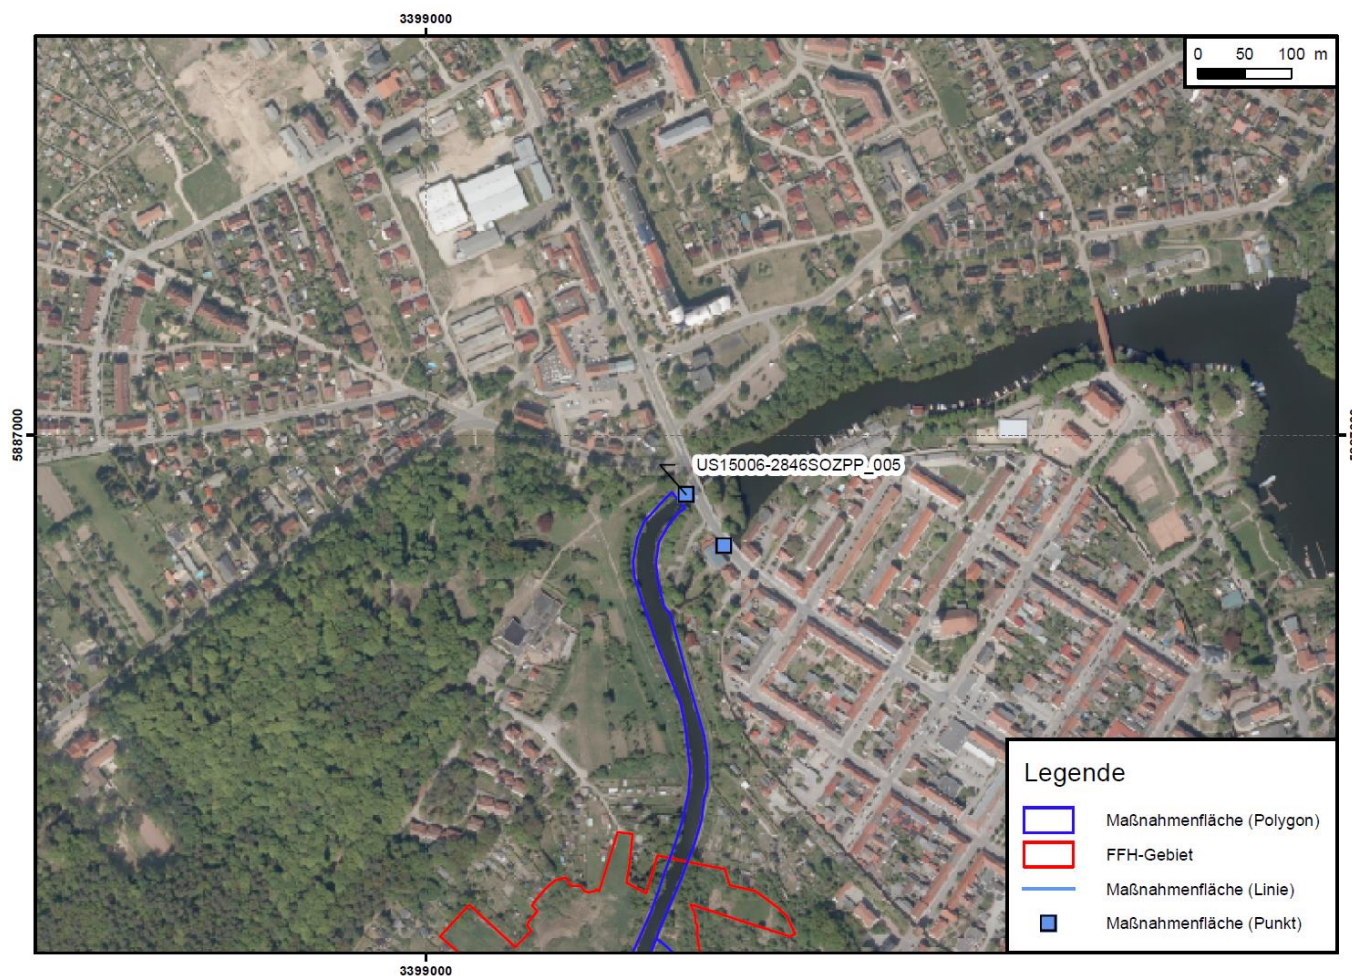 3399000
0 50 100 m
5887000
US15006-2846SOZPP_005
Legende
Maßnahmenfläche (Polygon)
FFH-Gebiet
Maßnahmenfläche (Linie)
Maßnahmenfläche (Punkt)
3399000